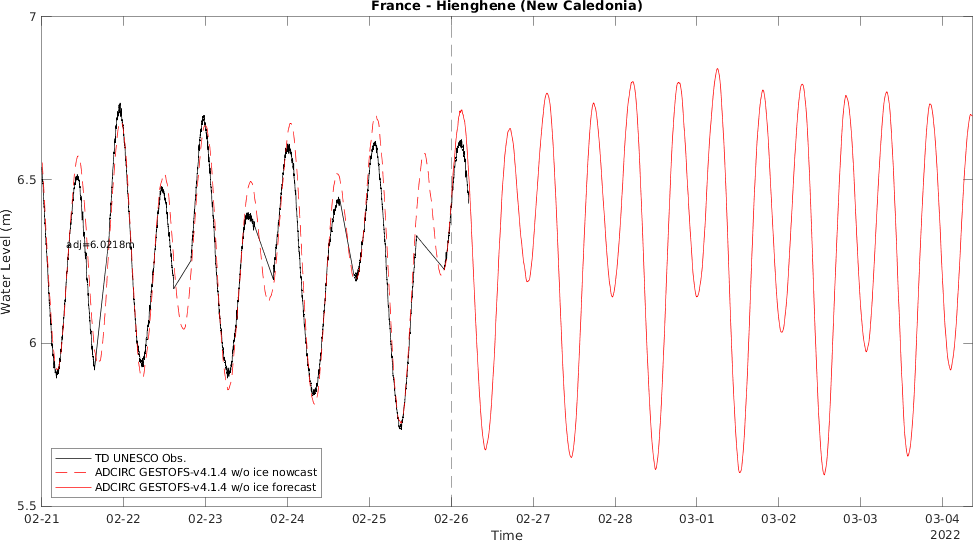 France - Hienghene (New Caledonia)
7
6.5
6
5.5
Water Level (m)
adj=6.0218m
TD UNESCO Obs.
ADCIRC GESTOFS-v4.1.4 w/o ice nowcast
ADCIRC GESTOFS-v4.1.4 w/o ice forecast
02-21 02-22 02-23 02-24 02-25 02-26 02-27 02-28 03-01 03-02 03-03 03-04
Time
2022